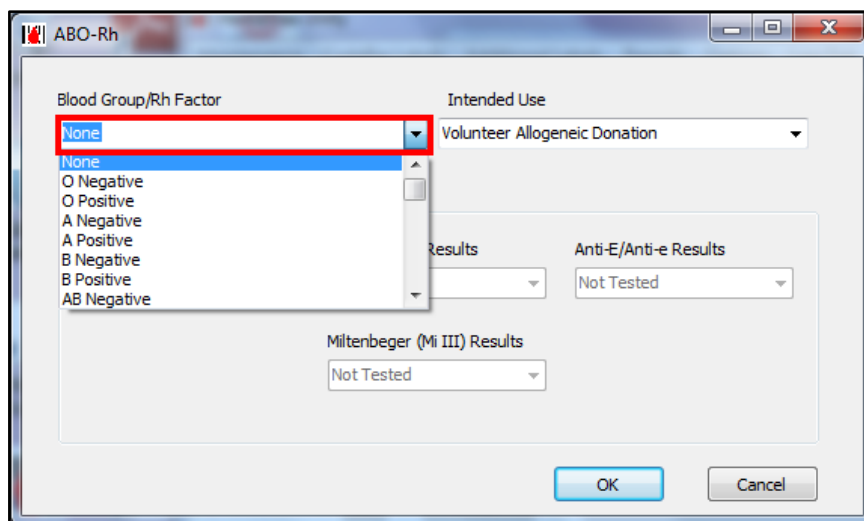 ABO-Rh
Blood Group/Rh Factor
Intended Use
None
Volunteer Allogeneic Donation
None
O Negative
O Positive
A Negative
A Positive
B Negative
B Positive
AB Negative
Results
Anti-E/Anti-e Results
Not Tested
Miltenbeger (Mi III) Results
Not Tested
OK
Cancel